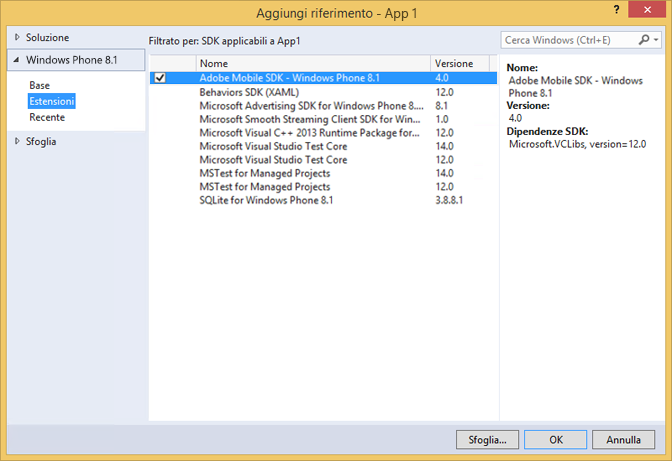 Aggiungi riferimento - App 1
?
Soluzione
Windows Phone 8.1
Base
Estensioni
Recente
Sfoglia
Filtrato per: SDK applicabili a App1
Cerca Windows (Ctrl+E)
Nome Versione
Adobe Mobile SDK - Windows Phone 8.1 4.0
Behaviors SDK (XAML) 12.0
Microsoft Advertising SDK for Windows Phone 8.... 8.1
Microsoft Smooth Streaming Client SDK for Win... 1.0
Microsoft Visual C++ 2013 Runtime Package for... 12.0
Microsoft Visual Studio Test Core 14.0
Microsoft Visual Studio Test Core 12.0
MSTest for Managed Projects 14.0
MSTest for Managed Projects 12.0
SQLite for Windows Phone 8.1 3.8.8.1
Nome:
Adobe Mobile SDK - Windows
Phone 8.1
Versione:
4.0
Dipendenze SDK:
Microsoft.VCLibs, version=12.0
Sfoglia... OK Annulla